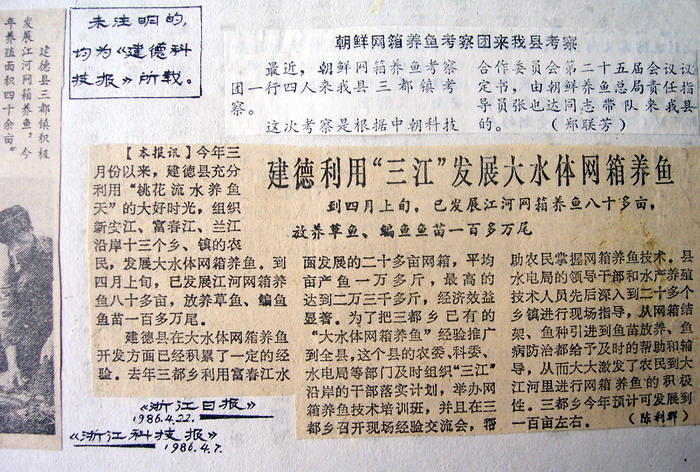 未注明的，
均为《建德科
技报》所载。
建德县三都镇积极
发展江河网箱养鱼，今
年养殖面积四十余亩。
朝鲜网箱养鱼考察团来我县考察
最近，朝鲜网箱养鱼考察
团一行四人来我县三都镇考
察。
这次考察是根据中朝科技
合作委员会第二十五届会议议
定书，由朝鲜养鱼总局责任指
导员张也达同志带队来我县
的。（郑联芳）
建德利用“三江”发展大水体网箱养鱼
到四月上旬，已发展江河网箱养鱼八十多亩，
放养草鱼、鳊鱼鱼苗一百多万尾
【本报讯】今年三
月份以来，建德县充分
利用“桃花流水养鱼
天”的大好时光，组织
新安江、富春江、兰江
沿岸十三个乡、镇的农
民，发展大水体网箱养鱼。到
四月上旬，已发展江河网箱养
鱼八十多亩，放养草鱼、鳊鱼
鱼苗一百多万尾。
建德县在大水体网箱养鱼
开发方面已经积累了一定的经
验。去年三都乡利用富春江水
面发展的二十多亩网箱，平均
亩产鱼一万多斤，最高的
达到二万三千多斤，经济效益
显著。为了把三都乡已有的
“大水体网箱养鱼”经验推广
到全县，这个县的农委、科委、
水电局等部门及时组织“三江”
沿岸的干部落实计划，举办网
箱养鱼技术培训班，并且在三
都乡召开现场经验交流会，帮
助农民掌握网箱养鱼技术。县
水电局的领导干部和水产养殖
技术人员先后深入到二十多个
乡镇进行现场指导，从网箱结
架、鱼种引进到鱼苗放养、鱼
病防治都给予及时的帮助和辅
导，从而大大激发了农民到大
江河里进行网箱养鱼的积极
性。三都乡今年预计可发展到
一百亩左右。（陈利群）
《浙江日报》
1986.4.22.
《浙江科技报》
1986.4.7.